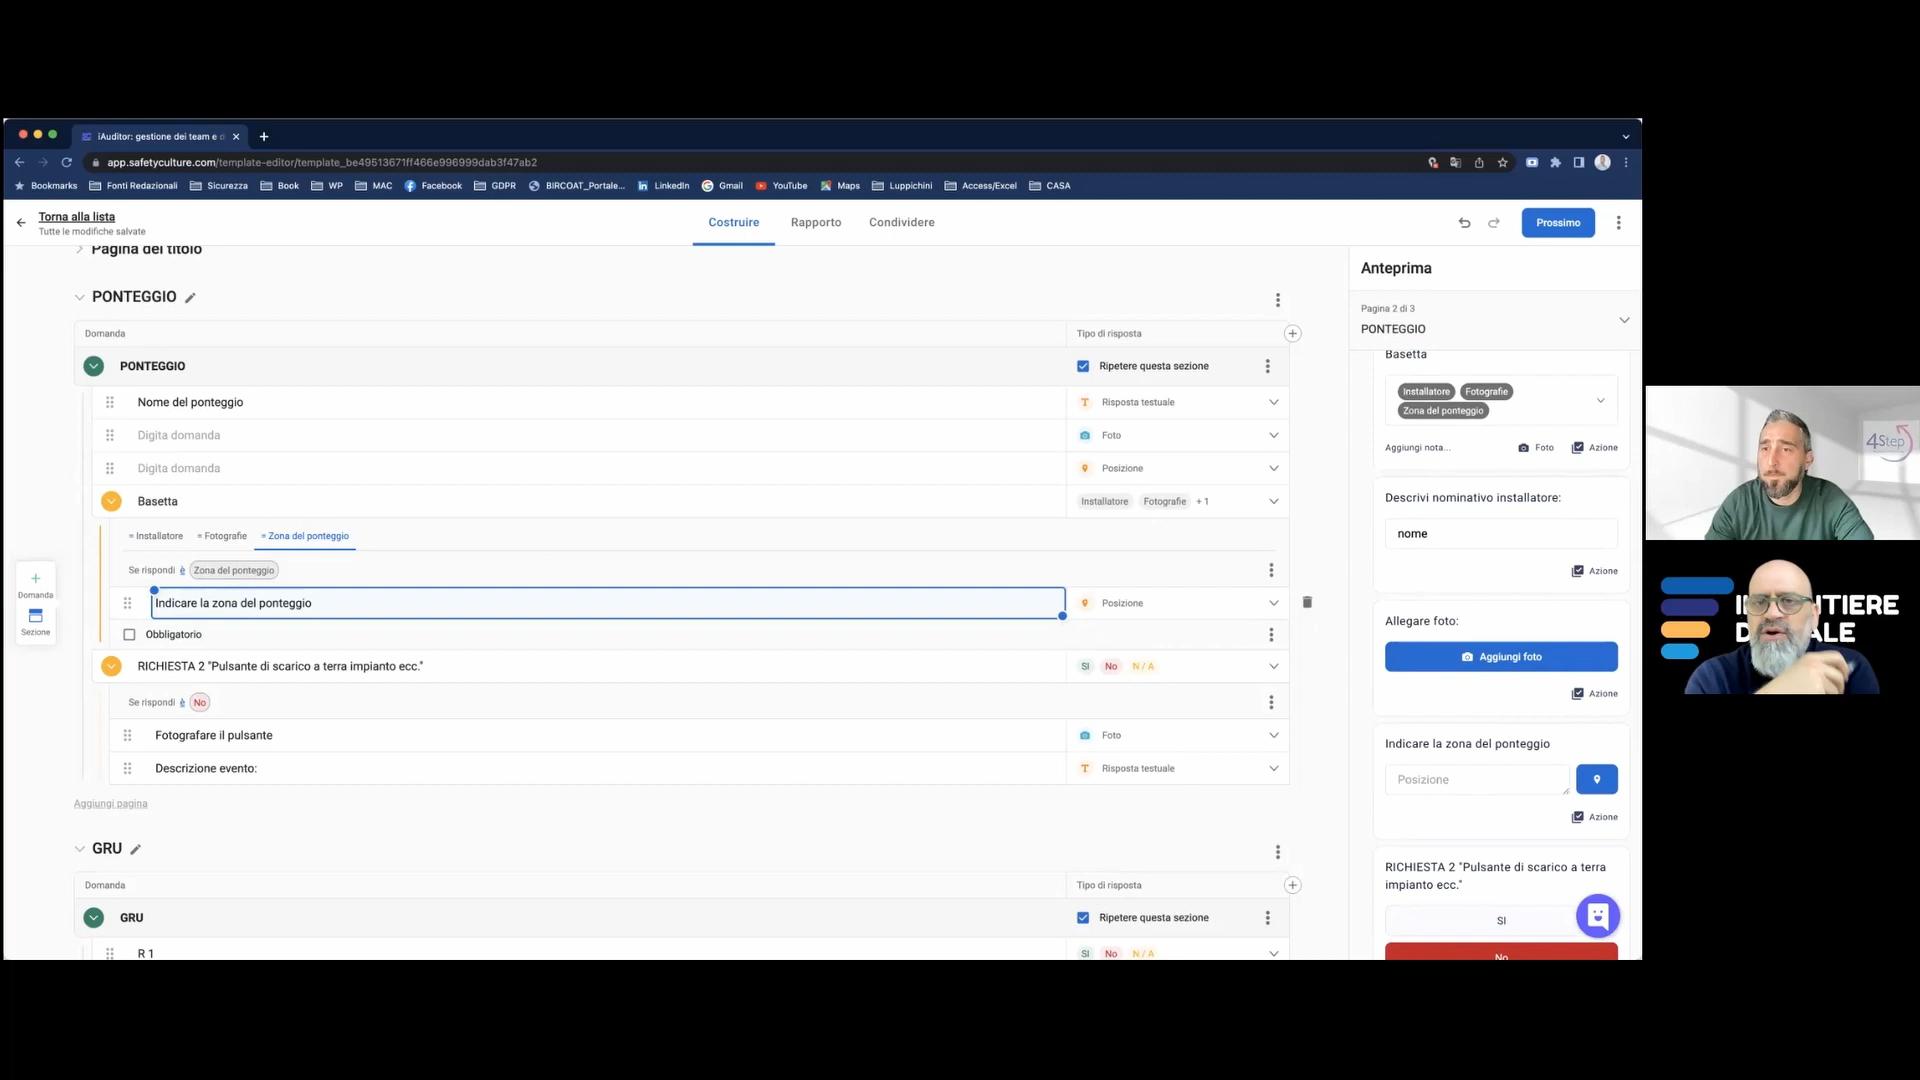 iAuditor: gestione dei team e d
app.safetyculture.com/template-editor/template_be49513671ff466e996999dab3f47ab2
Bookmarks Fonti Redazionali Sicurezza Book WP MAC Facebook GDPR BIRCOAT_Portale... LinkedIn Gmail YouTube Maps Luppichini Access/Excel CASA
Torna alla lista
Tutte le modifiche salvate
Costruire Rapporto Condividere
Prossimo
Pagina del titolo
PONTEGGIO
Domanda Tipo di risposta
PONTEGGIO Ripetere questa sezione
Nome del ponteggio Risposta testuale
Digita domanda Foto
Digita domanda Posizione
Basetta Installatore Fotografie + 1
= Installatore = Fotografie = Zona del ponteggio
Se rispondi è Zona del ponteggio
Indicare la zona del ponteggio Posizione
Obbligatorio
RICHIESTA 2 "Pulsante di scarico a terra impianto ecc." SI No N / A
Se rispondi è No
Fotografare il pulsante Foto
Descrizione evento: Risposta testuale
Aggiungi pagina
GRU
Domanda Tipo di risposta
GRU Ripetere questa sezione
R 1 SI No N / A
Domanda
Sezione
Anteprima
Pagina 2 di 3
PONTEGGIO
Basetta
Installatore Fotografie
Zona del ponteggio
Aggiungi nota... Foto Azione
Descrivi nominativo installatore:
nome
Azione
Allegare foto:
Aggiungi foto
Azione
Indicare la zona del ponteggio
Posizione
Azione
RICHIESTA 2 "Pulsante di scarico a terra
impianto ecc."
SI
No
4Step